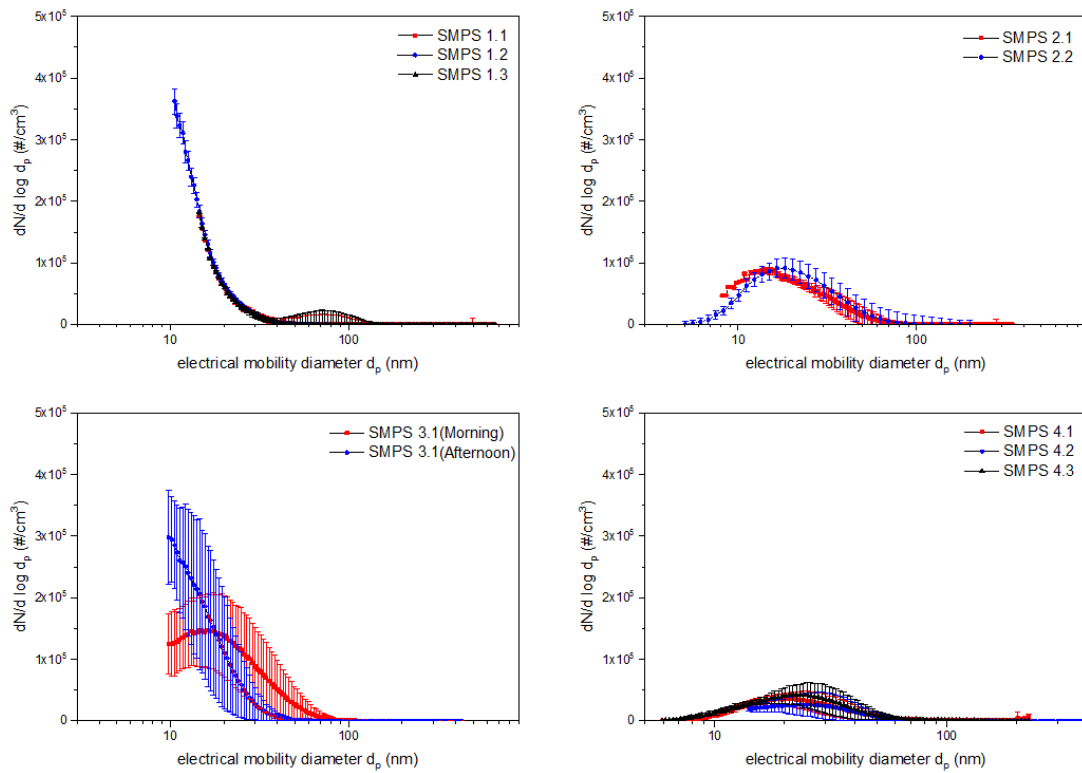 5x10⁵
4x10⁵
3x10⁵
2x10⁵
1x10⁵
0
dN/d log dₚ (#/cm³)
10
100
electrical mobility diameter dₚ (nm)
SMPS 1.1
SMPS 1.2
SMPS 1.3
5x10⁵
4x10⁵
3x10⁵
2x10⁵
1x10⁵
0
dN/d log dₚ (#/cm³)
10
100
electrical mobility diameter dₚ (nm)
SMPS 2.1
SMPS 2.2
5x10⁵
4x10⁵
3x10⁵
2x10⁵
1x10⁵
0
dN/d log dₚ (#/cm³)
10
100
electrical mobility diameter dₚ (nm)
SMPS 3.1(Morning)
SMPS 3.1(Afternoon)
5x10⁵
4x10⁵
3x10⁵
2x10⁵
1x10⁵
0
dN/d log dₚ (#/cm³)
10
100
electrical mobility diameter dₚ (nm)
SMPS 4.1
SMPS 4.2
SMPS 4.3